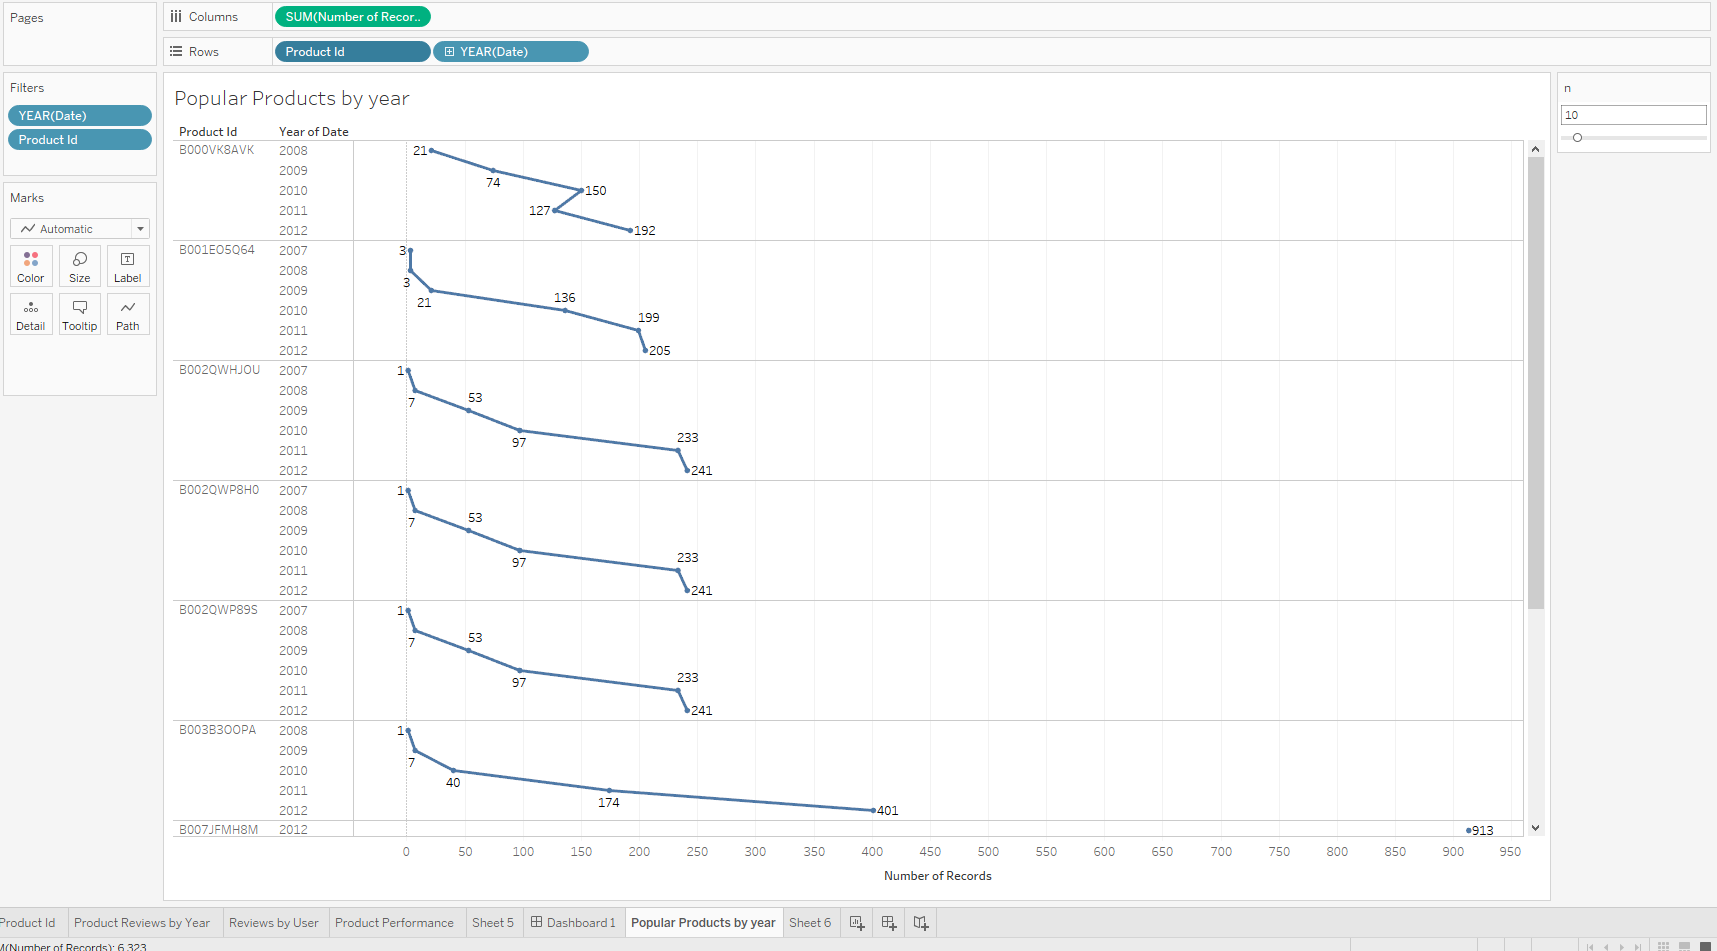 Pages
Columns
SUM(Number of Recor..
Rows
Product Id
YEAR(Date)
Filters
YEAR(Date)
Product Id
Marks
Automatic
Color Size Label
Detail Tooltip Path
n
10
Popular Products by year
Product Id Year of Date
B000VK8AVK 2008 21
2009 74
2010 150
2011 127
2012 192
B001EO5Q64 2007 3
2008 3
2009 21
2010 136
2011 199
2012 205
B002QWHJOU 2007 1
2008 7
2009 53
2010 97
2011 233
2012 241
B002QWP8H0 2007 1
2008 7
2009 53
2010 97
2011 233
2012 241
B002QWP89S 2007 1
2008 7
2009 53
2010 97
2011 233
2012 241
B003B3OOPA 2008 1
2009 7
2010 40
2011 174
2012 401
B007JFMH8M 2012 913
0 50 100 150 200 250 300 350 400 450 500 550 600 650 700 750 800 850 900 950
Number of Records
Product Id Product Reviews by Year Reviews by User Product Performance Sheet 5 Dashboard 1 Popular Products by year Sheet 6
M(Number of Records): 6,323